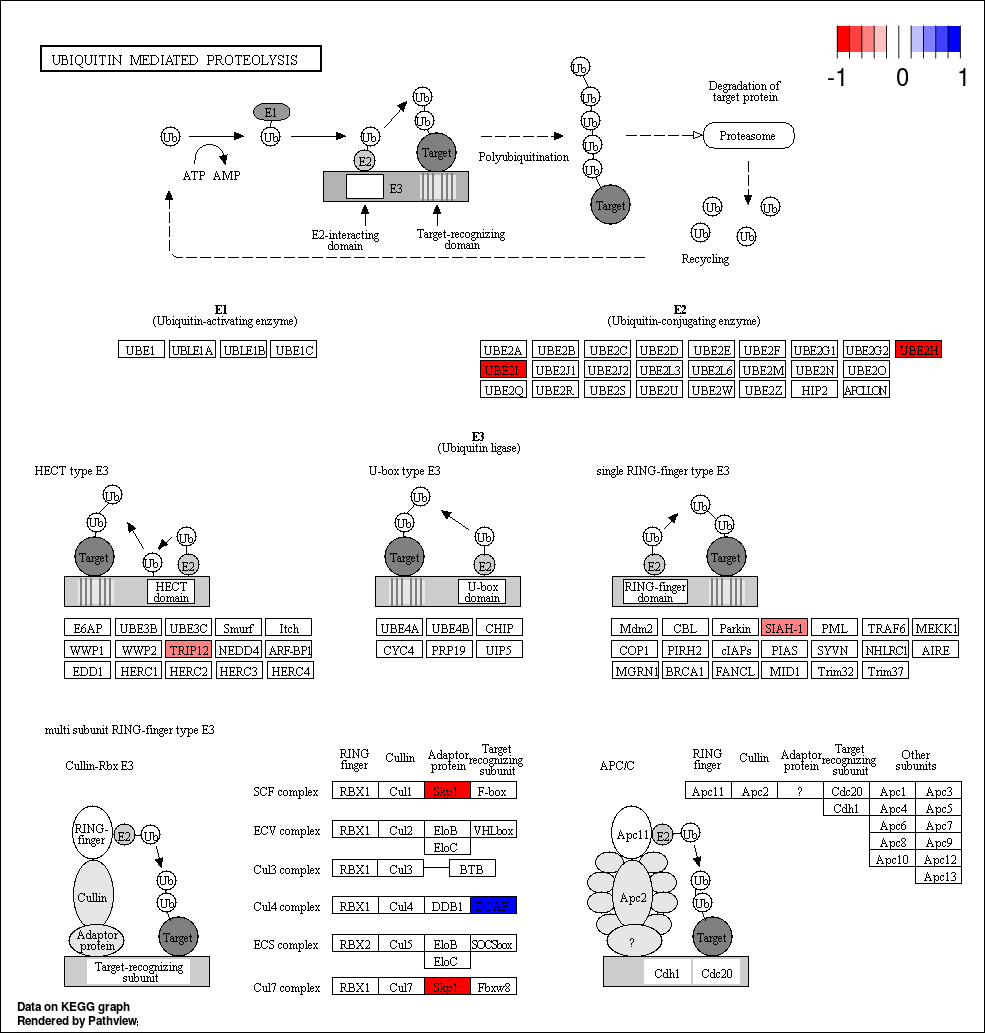 UBIQUITIN MEDIATED PROTEOLYSIS
-1 0 1
Ub
ATP AMP
E1
Ub
Ub
E2
E3
Ub
Ub
Target
E2-interacting
domain
Target-recognizing
domain
Polyubiquitination
Ub
Ub
Ub
Ub
Ub
Target
Degradation of
target protein
Proteasome
Ub
Ub
Ub
Ub
Recycling
E1
(Ubiquitin-activating enzyme)
UBE1 UBLE1A UBLE1B UBE1C
E2
(Ubiquitin-conjugating enzyme)
UBE2A UBE2B UBE2C UBE2D UBE2E UBE2F UBE2G1 UBE2G2 UBE2H
UBE2I UBE2J1 UBE2J2 UBE2L3 UBE2L6 UBE2M UBE2N UBE2O
UBE2Q UBE2R UBE2S UBE2U UBE2W UBE2Z HIP2 APOLLON
E3
(Ubiquitin ligase)
HECT type E3
Ub
Ub
Target
Ub
Ub
E2
HECT
domain
E6AP UBE3B UBE3C Smurf Itch
WWP1 WWP2 TRIP12 NEDD4 ARF-BP1
EDD1 HERC1 HERC2 HERC3 HERC4
U-box type E3
Ub
Ub
Target
Ub
E2
U-box
domain
UBE4A UBE4B CHIP
CYC4 PRP19 UIP5
single RING-finger type E3
Ub
E2
Ub
Ub
Target
RING-finger
domain
Mdm2 CBL Parkin SIAH-1 PML TRAF6 MEKK1
COP1 PIRH2 cIAPs PIAS SYVN NHLRC1 AIRE
MGRN1 BRCA1 FANCL MID1 Trim32 Trim37
multi subunit RING-finger type E3
Cullin-Rbx E3
RING-
finger
E2
Ub
Cullin
Ub
Ub
Adaptor
protein
Target
Target-recognizing
subunit
RING
finger
Cullin
Adaptor
protein
Target
recognizing
subunit
SCF complex RBX1 Cul1 Skp1 F-box
ECV complex RBX1 Cul2 EloB VHLbox
EloC
Cul3 complex RBX1 Cul3 BTB
Cul4 complex RBX1 Cul4 DDB1 DCAF
ECS complex RBX2 Cul5 EloB SOCSbox
EloC
Cul7 complex RBX1 Cul7 Skp1 Fbxw8
APC/C
Apc11
E2
Ub
Apc2
Ub
Ub
?
Target
Cdh1 Cdc20
RING
finger
Cullin
Adaptor
protein
Target
recognizing
subunit
Other
subunits
Apc11 Apc2 ? Cdc20 Apc1 Apc3
Cdh1 Apc4 Apc5
Apc6 Apc7
Apc8 Apc9
Apc10 Apc12
Apc13
Data on KEGG graph
Rendered by Pathview